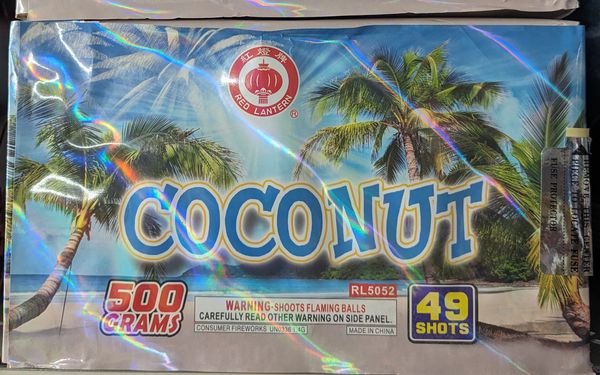 紅燈牌
RED LANTERN
®
COCONUT
RL5052
500
GRAMS
WARNING-SHOOTS FLAMING BALLS
CAREFULLY READ OTHER WARNING ON SIDE PANEL.
CONSUMER FIREWORKS UN0336 1.4G
MADE IN CHINA
49
SHOTS
FUSE PROTECTOR